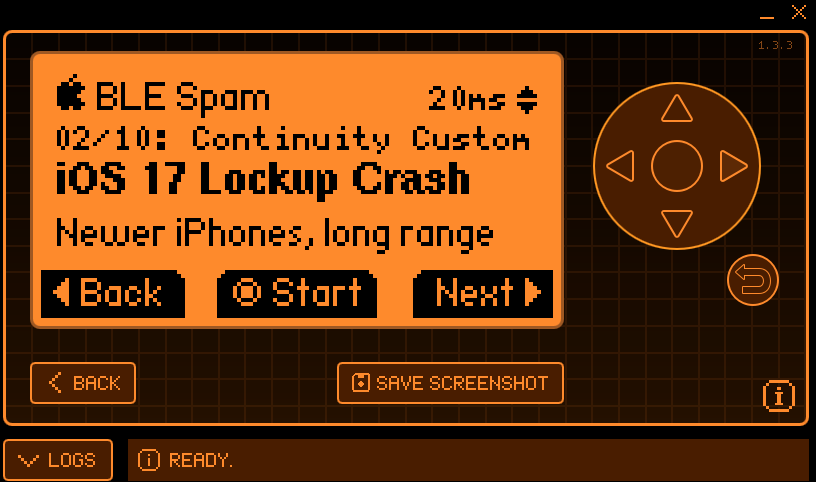 1.3.3
BLE Spam 20ms
02/10: Continuity Custom
iOS 17 Lockup Crash
Newer iPhones, long range
Back Start Next
BACK SAVE SCREENSHOT
LOGS READY.